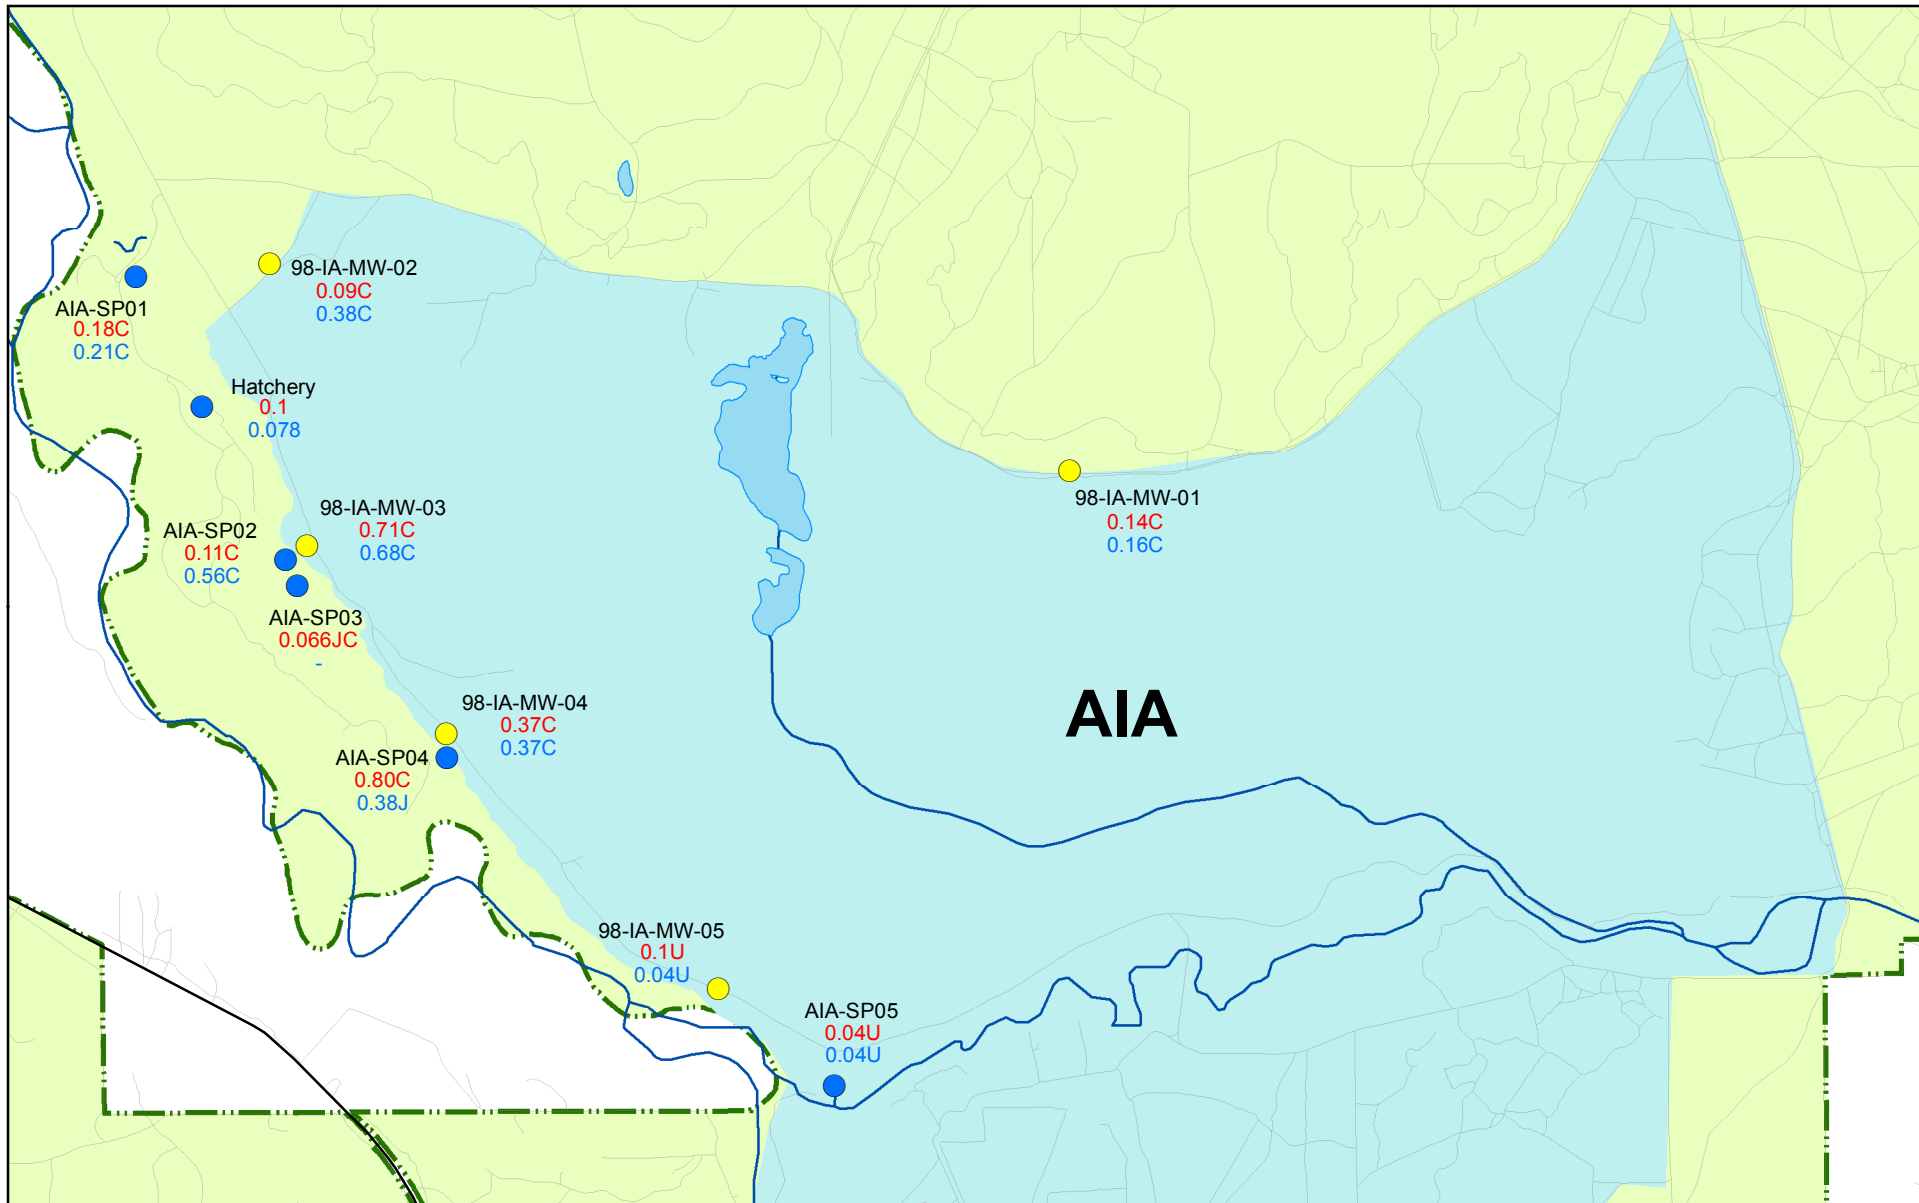 98-IA-MW-02
0.09C
0.38C
AIA-SP01
0.18C
0.21C
Hatchery
0.1
0.078
98-IA-MW-01
0.14C
0.16C
98-IA-MW-03
0.71C
0.68C
AIA-SP02
0.11C
0.56C
AIA-SP03
0.066JC
-
AIA
98-IA-MW-04
0.37C
0.37C
AIA-SP04
0.80C
0.38J
98-IA-MW-05
0.1U
0.04U
AIA-SP05
0.04U
0.04U